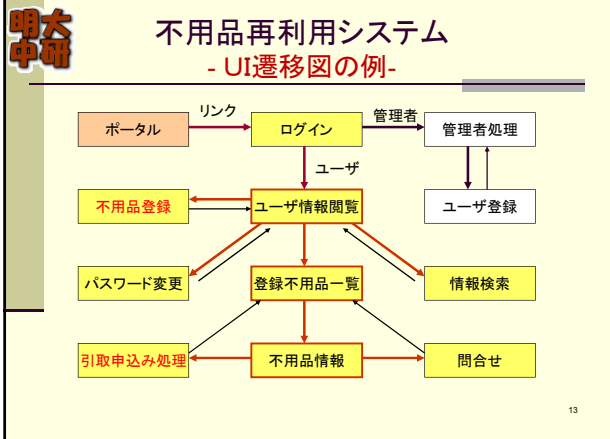 明大
中研
不用品再利用システム
- UI遷移図の例-
ポータル
リンク
ログイン
管理者
管理者処理
ユーザ
不用品登録
ユーザ情報閲覧
ユーザ登録
パスワード変更
登録不用品一覧
情報検索
引取申込み処理
不用品情報
問合せ
13